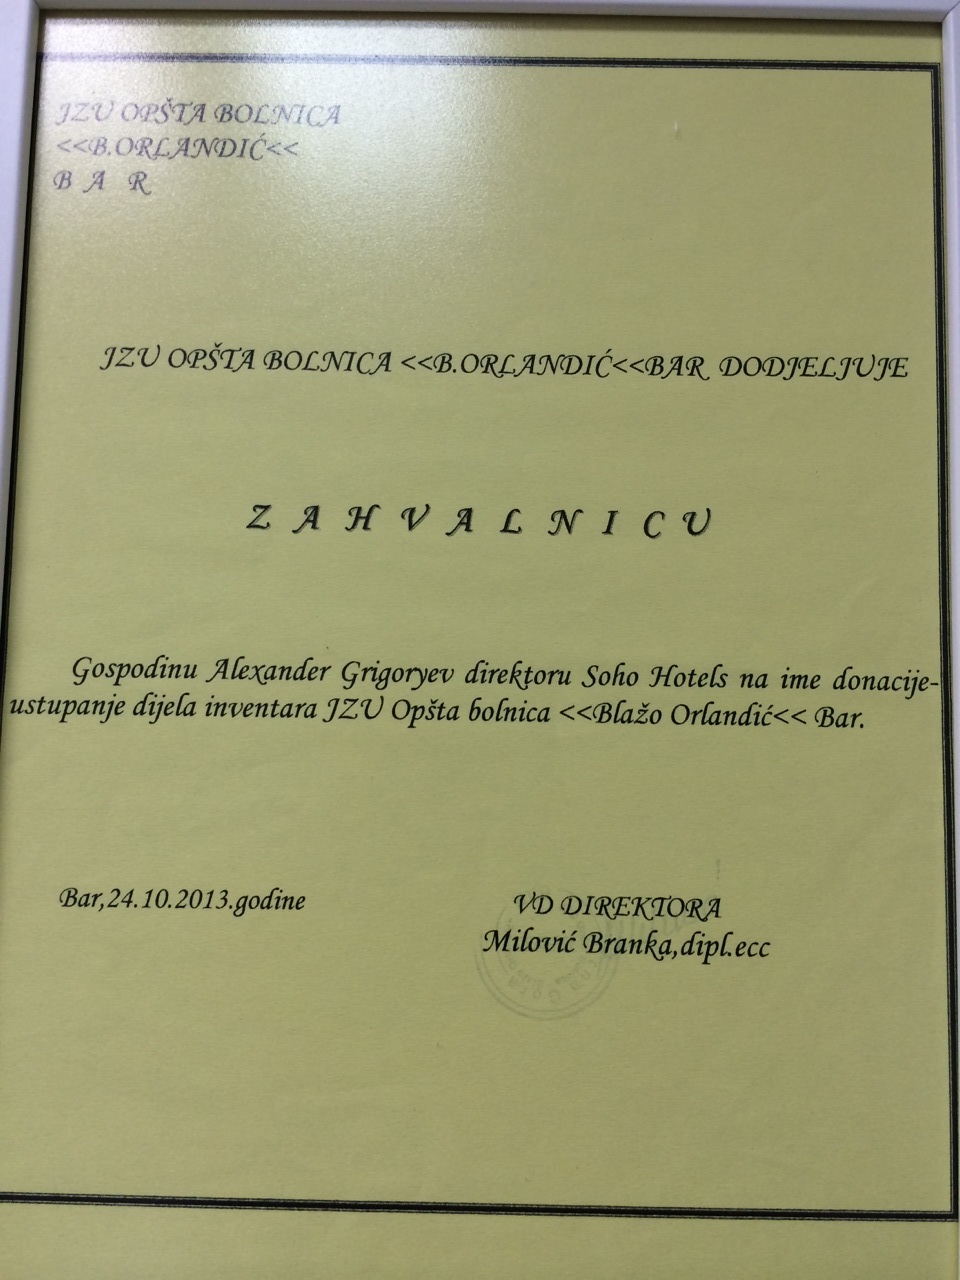 JZU OPŠTA BOLNICA
<<B.ORLANDIĆ<<
B A R
JZU OPŠTA BOLNICA <<B.ORLANDIĆ<<BAR DODJELJUJE
Z A H V A L N I C U
Gospodinu Alexander Grigoryev direktoru Soho Hotels na ime donacije-
ustupanje dijela inventara JZU Opšta bolnica <<Blažo Orlandić<< Bar.
Bar,24.10.2013.godine
VD DIREKTORA
Milović Branka,dipl.ecc